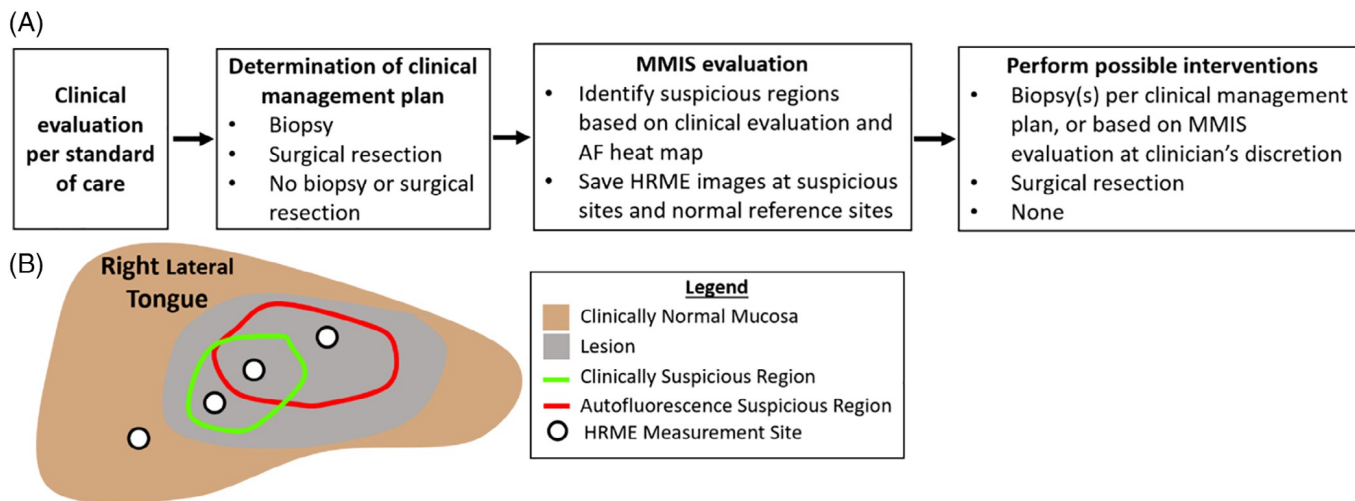 (A)
Clinical
evaluation
per standard
of care
Determination of clinical
management plan
• Biopsy
• Surgical resection
• No biopsy or surgical
resection
MMIS evaluation
• Identify suspicious regions
based on clinical evaluation and
AF heat map
• Save HRME images at suspicious
sites and normal reference sites
Perform possible interventions
• Biopsy(s) per clinical management
plan, or based on MMIS
evaluation at clinician's discretion
• Surgical resection
• None
(B)
Right Lateral
Tongue
Legend
Clinically Normal Mucosa
Lesion
Clinically Suspicious Region
Autofluorescence Suspicious Region
HRME Measurement Site